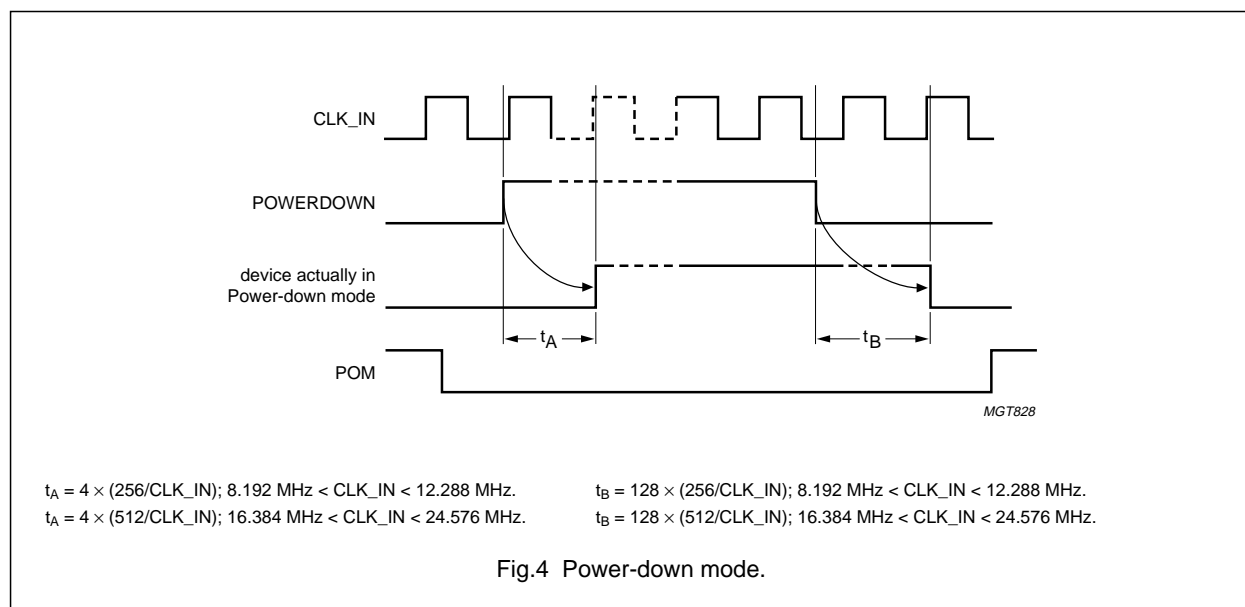 CLK_IN
POWERDOWN
device actually in
Power-down mode
tA
tB
POM
MGT828
tA = 4 × (256/CLK_IN); 8.192 MHz < CLK_IN < 12.288 MHz.
tA = 4 × (512/CLK_IN); 16.384 MHz < CLK_IN < 24.576 MHz.
tB = 128 × (256/CLK_IN); 8.192 MHz < CLK_IN < 12.288 MHz.
tB = 128 × (512/CLK_IN); 16.384 MHz < CLK_IN < 24.576 MHz.
Fig.4 Power-down mode.